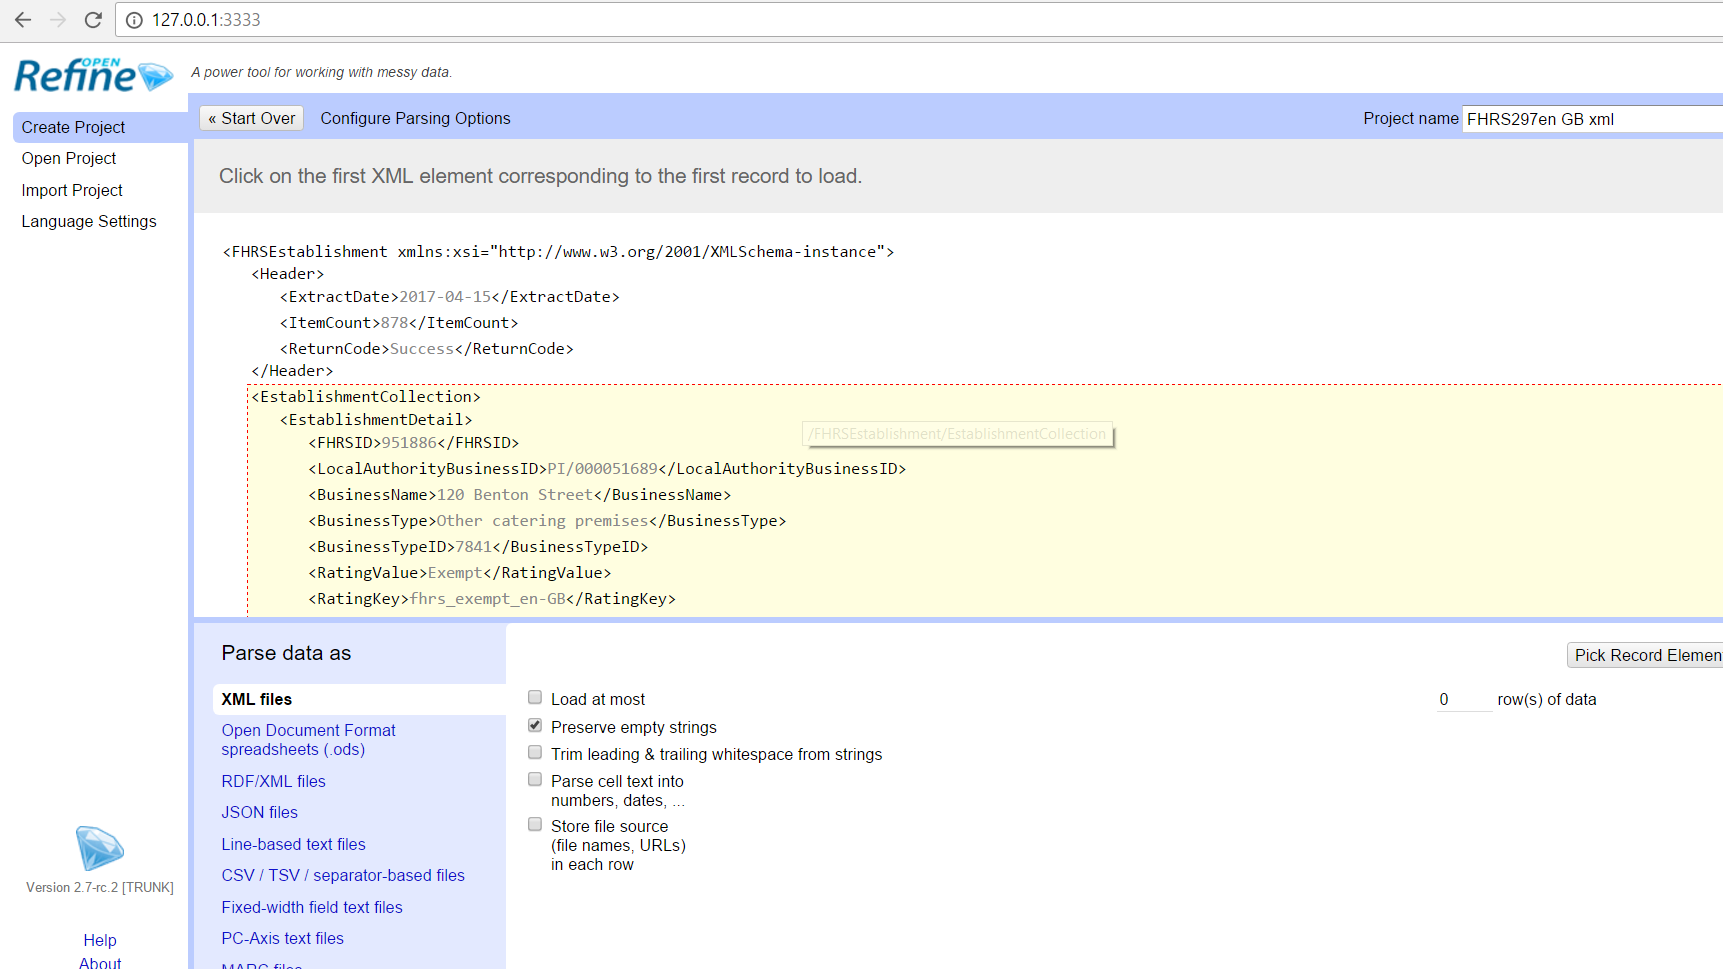 127.0.0.1:3333
OPEN
Refine
A power tool for working with messy data.
Create Project
Open Project
Import Project
Language Settings
« Start Over
Configure Parsing Options
Project name
FHRS297en GB xml
Click on the first XML element corresponding to the first record to load.
<FHRSEstablishment xmlns:xsi="http://www.w3.org/2001/XMLSchema-instance">
<Header>
<ExtractDate>2017-04-15</ExtractDate>
<ItemCount>878</ItemCount>
<ReturnCode>Success</ReturnCode>
</Header>
<EstablishmentCollection>
<EstablishmentDetail>
/FHRSEstablishment/EstablishmentCollection
<FHRSID>951886</FHRSID>
<LocalAuthorityBusinessID>PI/000051689</LocalAuthorityBusinessID>
<BusinessName>120 Benton Street</BusinessName>
<BusinessType>Other catering premises</BusinessType>
<BusinessTypeID>7841</BusinessTypeID>
<RatingValue>Exempt</RatingValue>
<RatingKey>fhrs_exempt_en-GB</RatingKey>
Parse data as
XML files
Open Document Format
spreadsheets (.ods)
RDF/XML files
JSON files
Line-based text files
CSV / TSV / separator-based files
Fixed-width field text files
PC-Axis text files
MARC files
Pick Record Elemen
Load at most
0 row(s) of data
Preserve empty strings
Trim leading & trailing whitespace from strings
Parse cell text into
numbers, dates, ...
Store file source
(file names, URLs)
in each row
Version 2.7-rc.2 [TRUNK]
Help
About